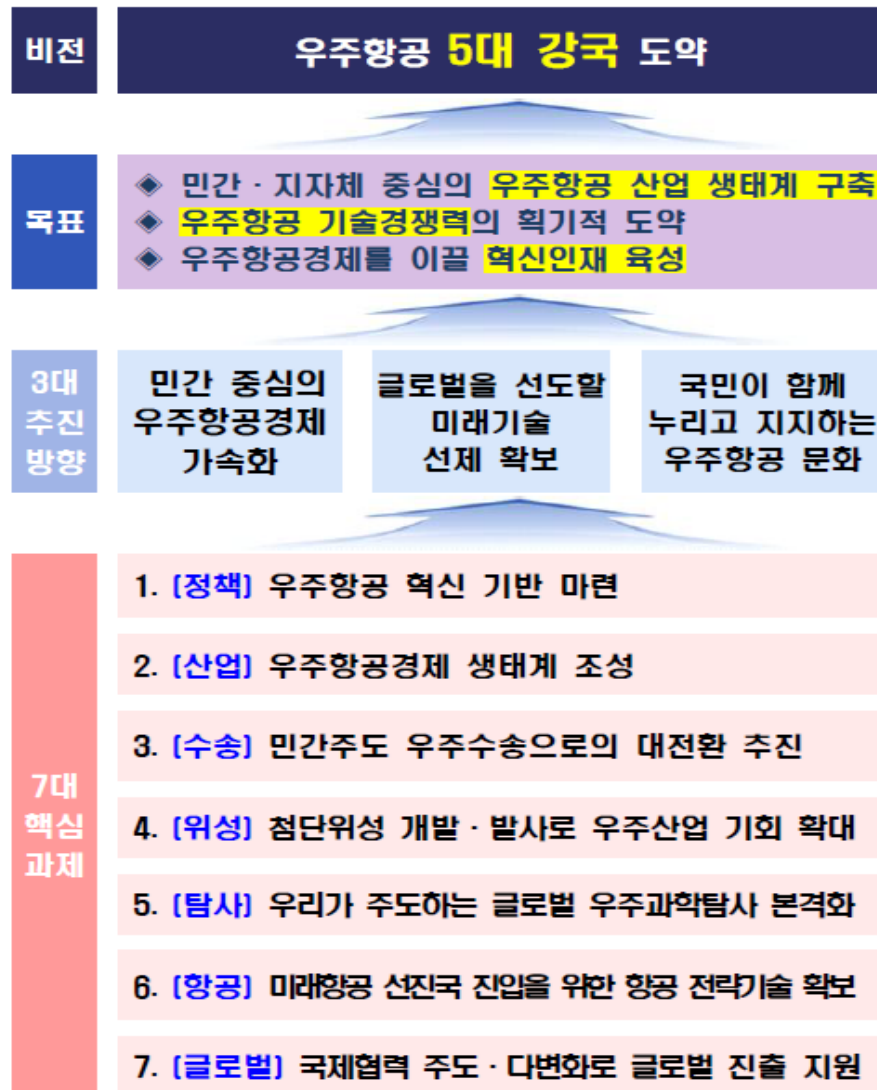 비전
우주항공 5대 강국 도약
목표
◈ 민간·지자체 중심의 우주항공 산업 생태계 구축
◈ 우주항공 기술경쟁력의 획기적 도약
◈ 우주항공경제를 이끌 혁신인재 육성
3대
추진
방향
민간 중심의
우주항공경제
가속화
글로벌을 선도할
미래기술
선제 확보
국민이 함께
누리고 지지하는
우주항공 문화
7대
핵심
과제
1. [정책] 우주항공 혁신 기반 마련
2. [산업] 우주항공경제 생태계 조성
3. [수송] 민간주도 우주수송으로의 대전환 추진
4. [위성] 첨단위성 개발·발사로 우주산업 기회 확대
5. [탐사] 우리가 주도하는 글로벌 우주과학탐사 본격화
6. [항공] 미래항공 선진국 진입을 위한 항공 전략기술 확보
7. [글로벌] 국제협력 주도·다변화로 글로벌 진출 지원